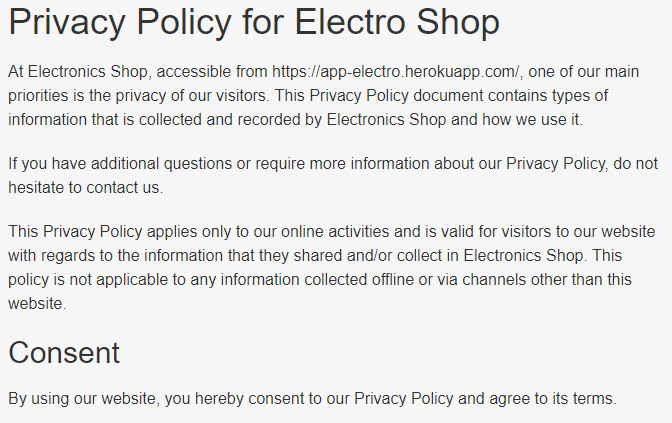 Privacy Policy for Electro Shop
At Electronics Shop, accessible from https://app-electro.herokuapp.com/, one of our main
priorities is the privacy of our visitors. This Privacy Policy document contains types of
information that is collected and recorded by Electronics Shop and how we use it.
If you have additional questions or require more information about our Privacy Policy, do not
hesitate to contact us.
This Privacy Policy applies only to our online activities and is valid for visitors to our website
with regards to the information that they shared and/or collect in Electronics Shop. This
policy is not applicable to any information collected offline or via channels other than this
website.
Consent
By using our website, you hereby consent to our Privacy Policy and agree to its terms.